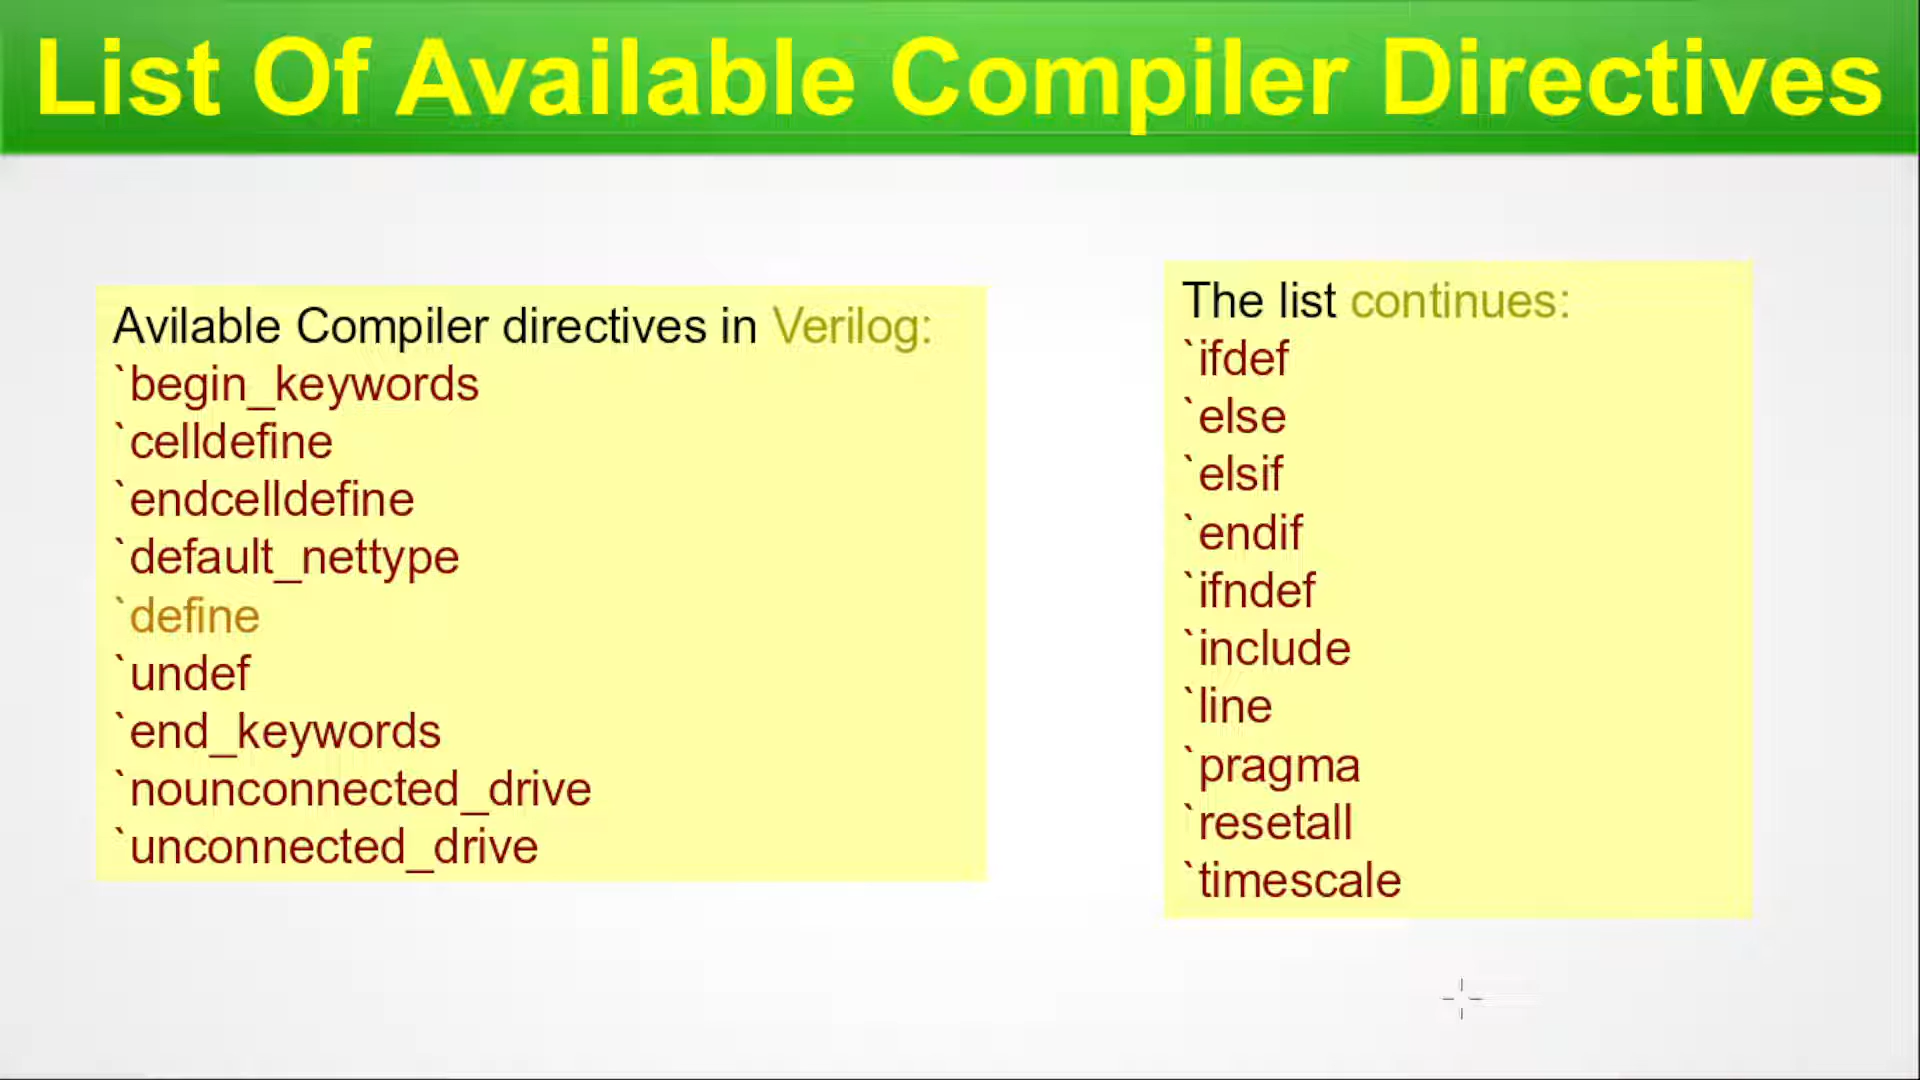 List Of Available Compiler Directives
Avilable Compiler directives in Verilog:
`begin_keywords
`celldefine
`endcelldefine
`default_nettype
`define
`undef
`end_keywords
`nounconnected_drive
`unconnected_drive
The list continues:
`ifdef
`else
`elsif
`endif
`ifndef
`include
`line
`pragma
`resetall
`timescale